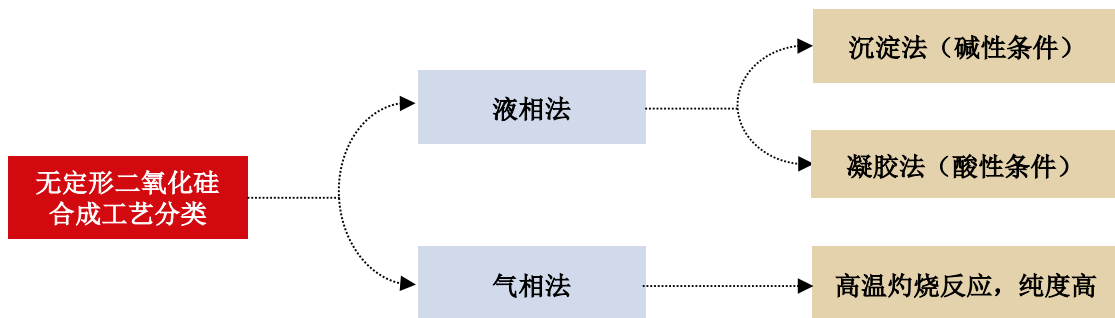 无定形二氧化硅
合成工艺分类
液相法
气相法
沉淀法（碱性条件）
凝胶法（酸性条件）
高温灼烧反应，纯度高